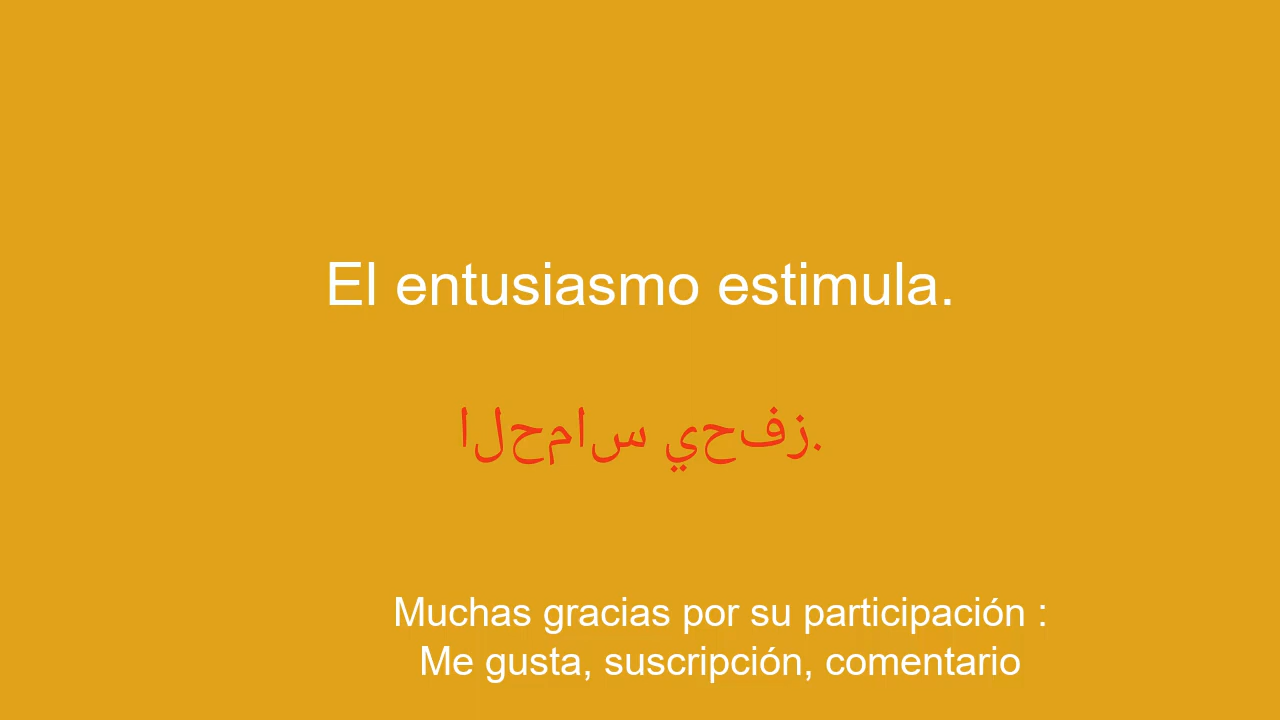 El entusiasmo estimula.
الحماس يحفز.
Muchas gracias por su participación :
Me gusta, suscripción, comentario